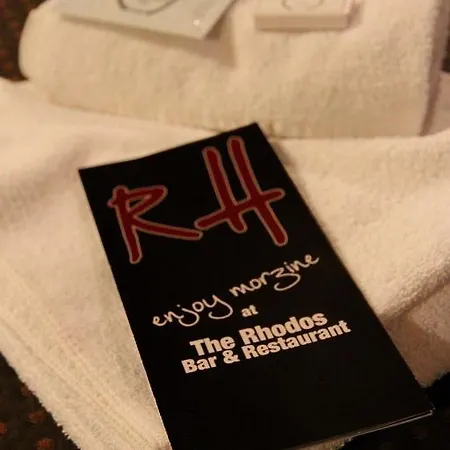 RH
enjoy morzine
at
The Rhodos
Bar & Restaurant